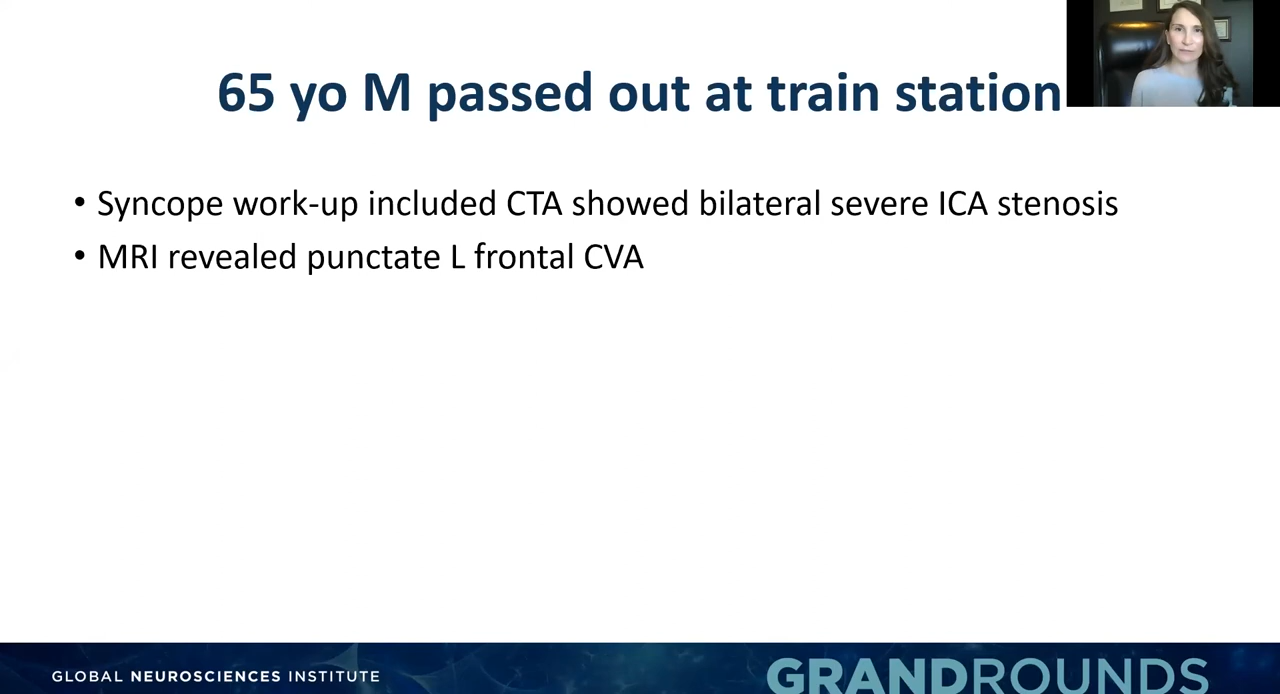 65 yo M passed out at train station
• Syncope work-up included CTA showed bilateral severe ICA stenosis
• MRI revealed punctate L frontal CVA
GLOBAL NEUROSCIENCES INSTITUTE
GRANDROUNDS